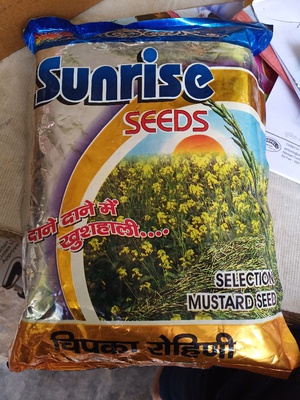 Sunrise
SEEDS
दाने दाने में
खुशहाली....
SELECTION
MUSTARD SEED
चिपका रोहिणी